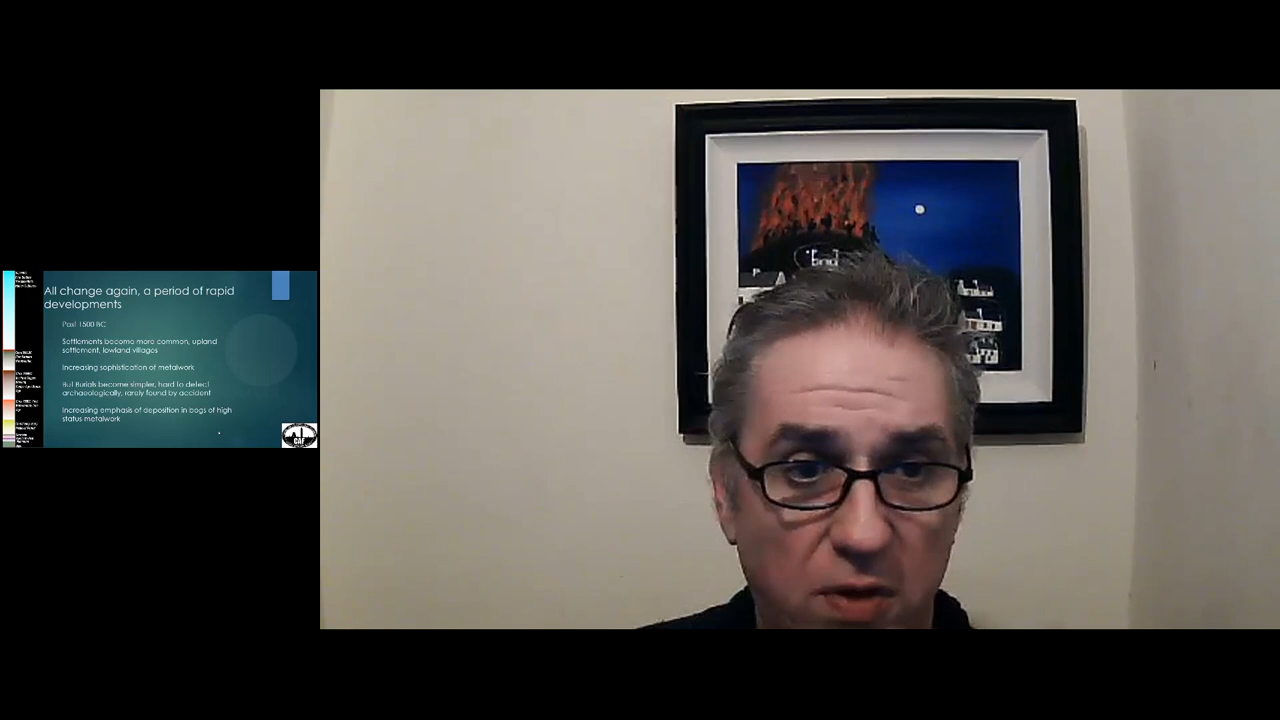 All change again, a period of rapid
developments
Post 1500 BC
Settlements become more common, upland
settlement, lowland villages
Increasing sophistication of metalwork
But Burials become simpler, hard to detect
archaeologically, rarely found by accident
Increasing emphasis of deposition in bogs of high
status metalwork
CAF